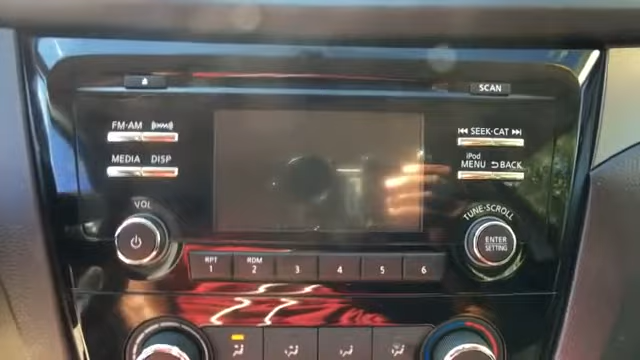 SCAN
FM·AM
SEEK·CAT
MEDIA DISP
iPod
MENU BACK
VOL
TUNE·SCROLL
ENTER
SETTING
RPT RDM
1 2 3 4 5 6